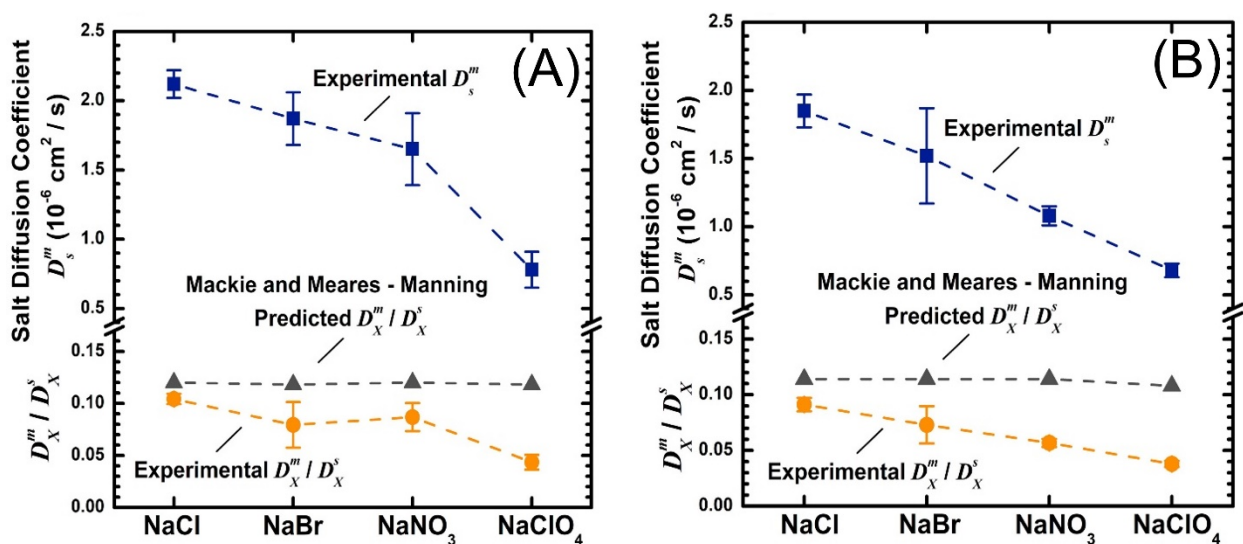 (A)
Salt Diffusion Coefficient
D_s^m (10^-6 cm^2 / s)
2.5
2.0
1.5
1.0
0.5
Experimental D_s^m
Mackie and Meares - Manning
Predicted D_X^m / D_X^s
D_X^m / D_X^s
0.15
0.10
0.05
0.00
Experimental D_X^m / D_X^s
NaCl NaBr NaNO₃ NaClO₄
(B)
Salt Diffusion Coefficient
D_s^m (10^-6 cm^2 / s)
2.5
2.0
1.5
1.0
0.5
Experimental D_s^m
Mackie and Meares - Manning
Predicted D_X^m / D_X^s
D_X^m / D_X^s
0.15
0.10
0.05
0.00
Experimental D_X^m / D_X^s
NaCl NaBr NaNO₃ NaClO₄